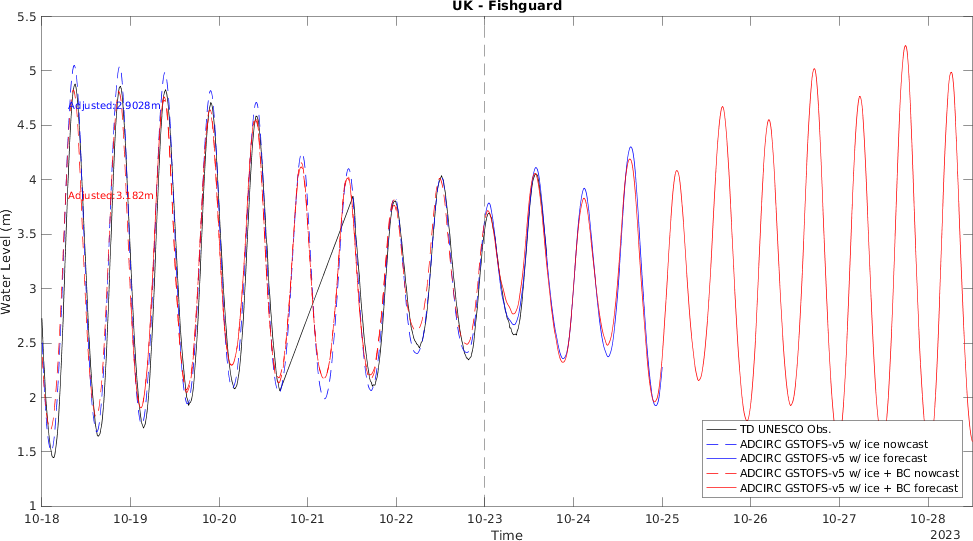 UK - Fishguard
5.5
5
4.5
4
3.5
3
2.5
2
1.5
1
Water Level (m)
Adjusted:2.9028m
Adjusted:3.182m
TD UNESCO Obs.
ADCIRC GSTOFS-v5 w/ ice nowcast
ADCIRC GSTOFS-v5 w/ ice forecast
ADCIRC GSTOFS-v5 w/ ice + BC nowcast
ADCIRC GSTOFS-v5 w/ ice + BC forecast
10-18 10-19 10-20 10-21 10-22 10-23 10-24 10-25 10-26 10-27 10-28
2023
Time